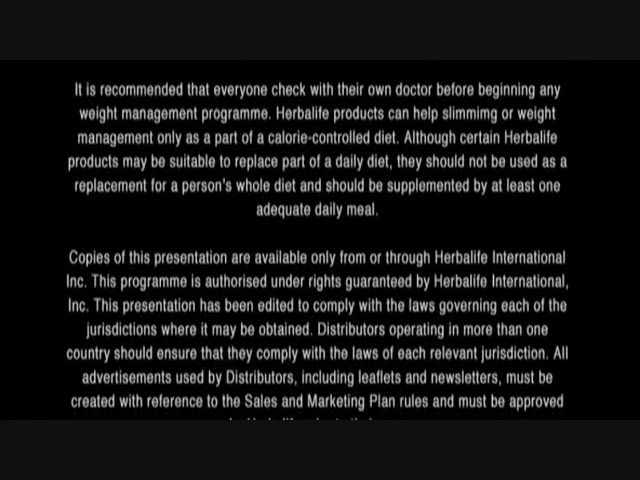 It is recommended that everyone check with their own doctor before beginning any
weight management programme. Herbalife products can help slimmimg or weight
management only as a part of a calorie-controlled diet. Although certain Herbalife
products may be suitable to replace part of a daily diet, they should not be used as a
replacement for a person's whole diet and should be supplemented by at least one
adequate daily meal.
Copies of this presentation are available only from or through Herbalife International
Inc. This programme is authorised under rights guaranteed by Herbalife International,
Inc. This presentation has been edited to comply with the laws governing each of the
jurisdictions where it may be obtained. Distributors operating in more than one
country should ensure that they comply with the laws of each relevant jurisdiction. All
advertisements used by Distributors, including leaflets and newsletters, must be
created with reference to the Sales and Marketing Plan rules and must be approved